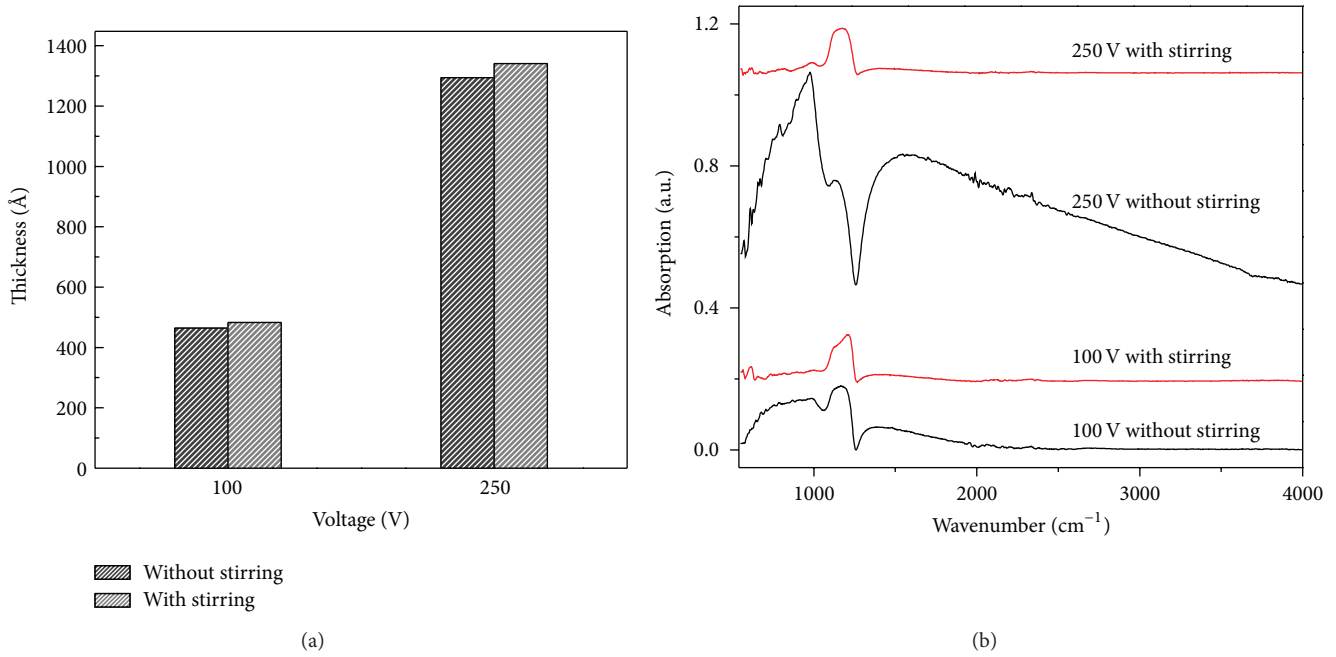 1400
1200
1000
800
600
400
200
0
Thickness (Å)
100
250
Voltage (V)
Without stirring
With stirring
(a)
1.2
0.8
0.4
0.0
Absorption (a.u.)
250 V with stirring
250 V without stirring
100 V with stirring
100 V without stirring
1000
2000
3000
4000
Wavenumber (cm⁻¹)
(b)